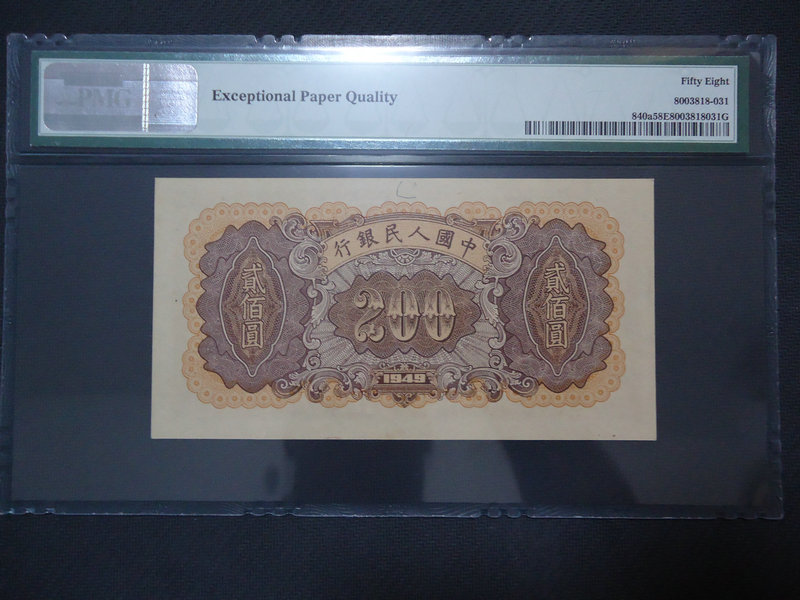 PMG
Exceptional Paper Quality
Fifty Eight
8003818-031
840a58E8003818031G
行銀民人國中
貳佰圓
200
貳佰圓
1949